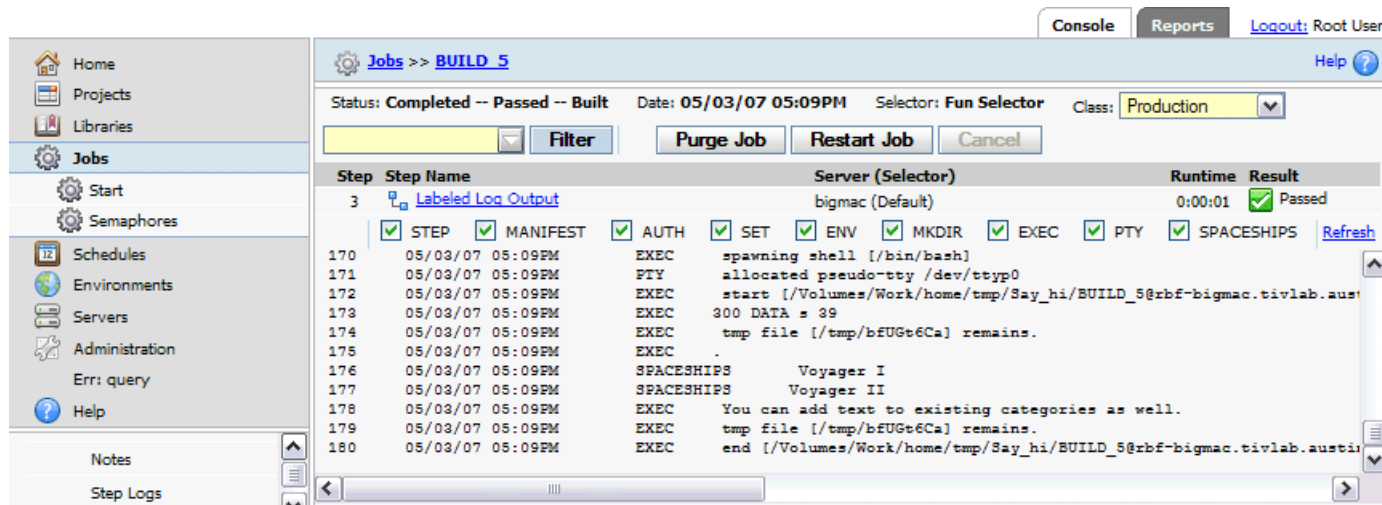 Console Reports Logout: Root User
Home
Projects
Libraries
Jobs
Start
Semaphores
12 Schedules
Environments
Servers
Administration
Err: query
Help
Notes
Step Logs
Jobs >> BUILD_5 Help ?
Status: Completed -- Passed -- Built Date: 05/03/07 05:09PM Selector: Fun Selector Class: Production
Filter Purge Job Restart Job Cancel
Step Step Name Server (Selector) Runtime Result
3 Labeled Log Output bigmac (Default) 0:00:01 Passed
STEP MANIFEST AUTH SET ENV MKDIR EXEC PTY SPACESHIPS Refresh
170 05/03/07 05:09PM EXEC spawning shell [/bin/bash]
171 05/03/07 05:09PM PTY allocated pseudo-tty /dev/ttyp0
172 05/03/07 05:09PM EXEC start [/Volumes/Work/home/tmp/Say_hi/BUILD_5@rbf-bigmac.tivlab.aust
173 05/03/07 05:09PM EXEC 300 DATA s 39
174 05/03/07 05:09PM EXEC tmp file [/tmp/bfUGt6Ca] remains.
175 05/03/07 05:09PM EXEC .
176 05/03/07 05:09PM SPACESHIPS Voyager I
177 05/03/07 05:09PM SPACESHIPS Voyager II
178 05/03/07 05:09PM EXEC You can add text to existing categories as well.
179 05/03/07 05:09PM EXEC tmp file [/tmp/bfUGt6Ca] remains.
180 05/03/07 05:09PM EXEC end [/Volumes/Work/home/tmp/Say_hi/BUILD_5@rbf-bigmac.tivlab.austi